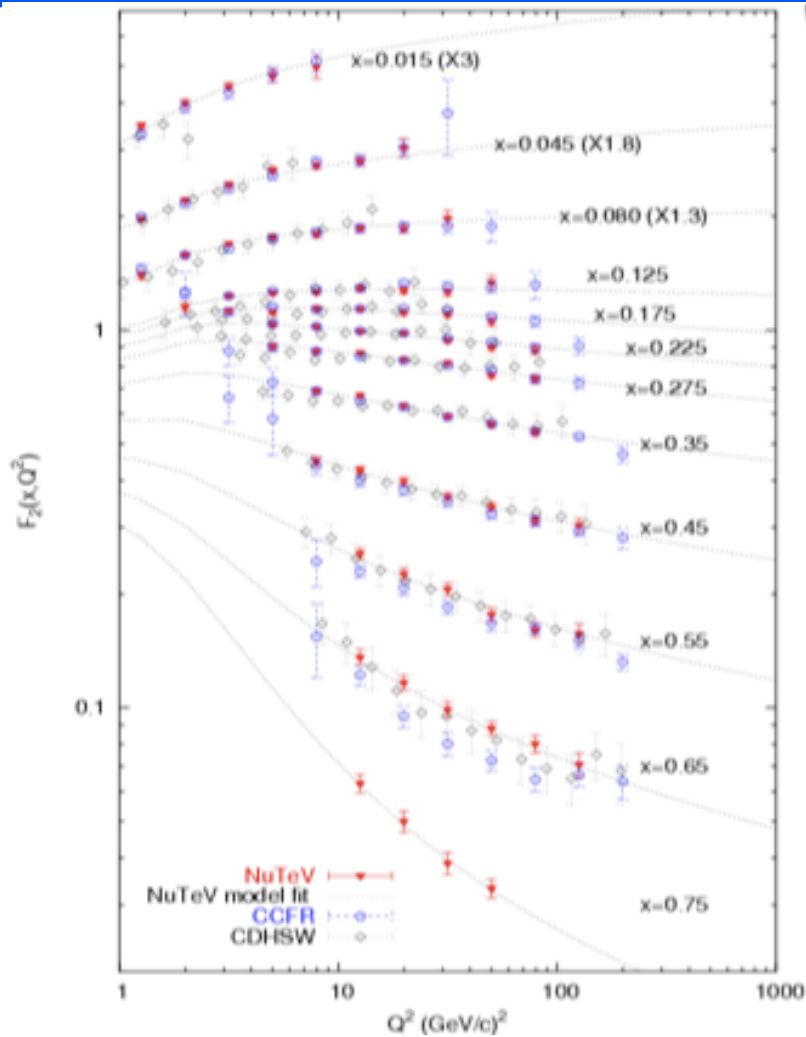 x=0.015 (X3)
x=0.045 (X1.8)
x=0.080 (X1.3)
x=0.125
x=0.175
x=0.225
x=0.275
x=0.35
x=0.45
x=0.55
x=0.65
x=0.75
1
0.1
F₂(x,Q²)
NuTeV
NuTeV model fit
CCFR
CDHSW
1 10 100 1000
Q² (GeV/c)²